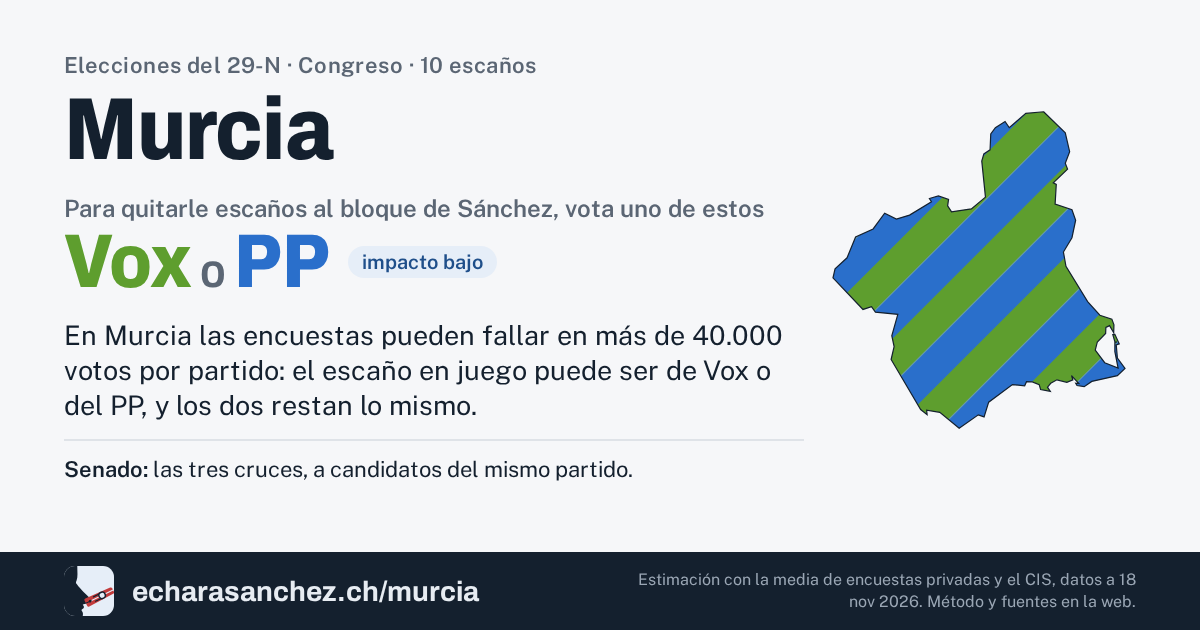 Elecciones del 29-N · Congreso · 10 escaños
Murcia
Para quitarle escaños al bloque de Sánchez, vota uno de estos
Vox o PP impacto bajo
En Murcia las encuestas pueden fallar en más de 40.000
votos por partido: el escaño en juego puede ser de Vox o
del PP, y los dos restan lo mismo.
Senado: las tres cruces, a candidatos del mismo partido.
echarasanchez.ch/murcia
Estimación con la media de encuestas privadas y el CIS, datos a 18
nov 2026. Método y fuentes en la web.